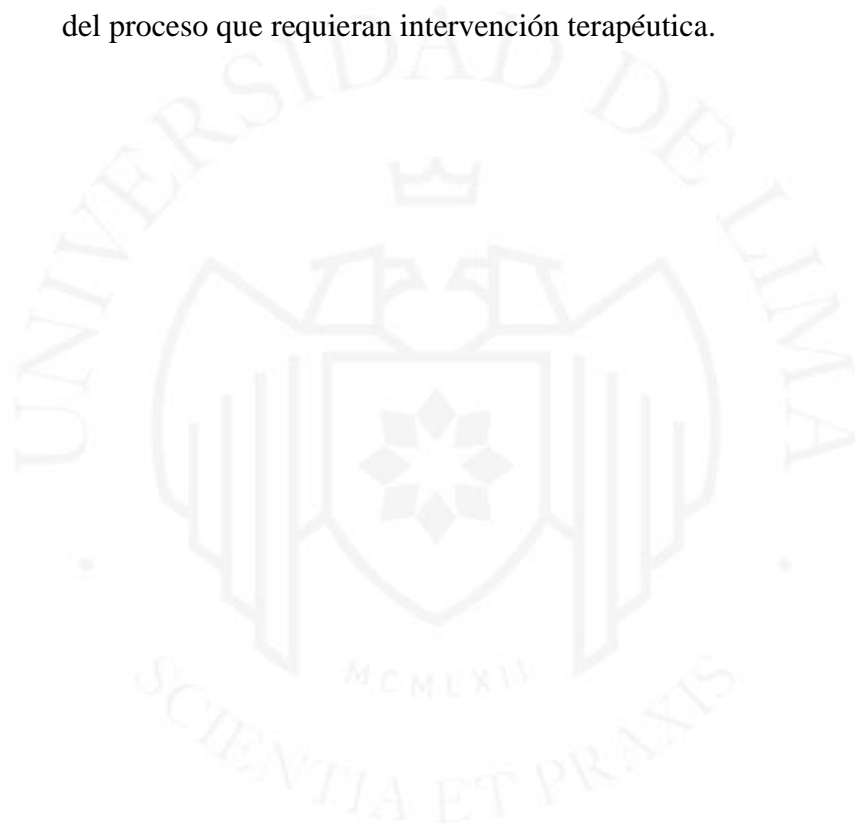 del proceso que requieran intervención terapéutica.
UNIVERSIDAD DE LIMA
MCMLXII
SCIENTIA ET PRAXIS